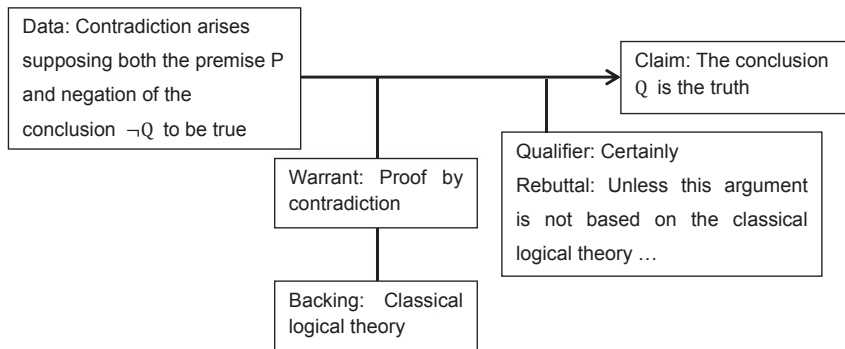 Data: Contradiction arises
supposing both the premise P
and negation of the
conclusion ¬Q to be true
Claim: The conclusion
Q is the truth
Qualifier: Certainly
Rebuttal: Unless this argument
is not based on the classical
logical theory …
Warrant: Proof by
contradiction
Backing: Classical
logical theory